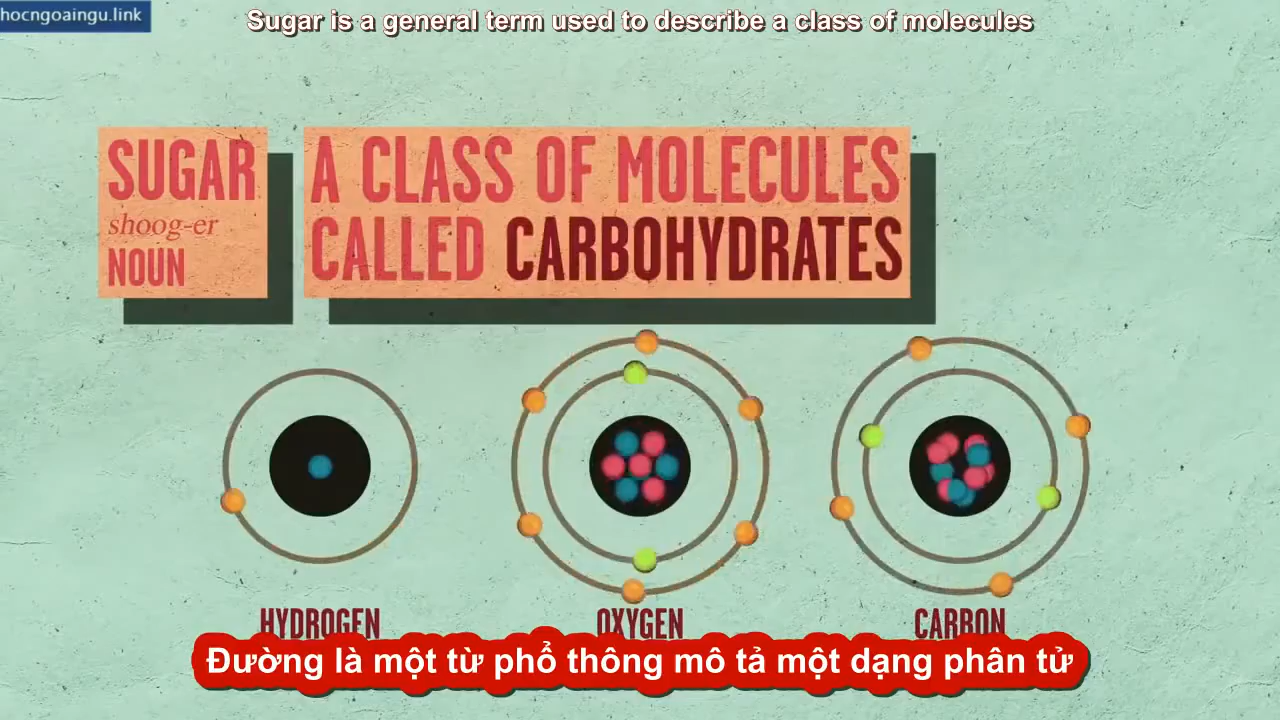 hocngoaingu.link
Sugar is a general term used to describe a class of molecules
SUGAR
shoog-er
NOUN
A CLASS OF MOLECULES
CALLED CARBOHYDRATES
HYDROGEN
OXYGEN
CARBON
Đường là một từ phổ thông mô tả một dạng phân tử